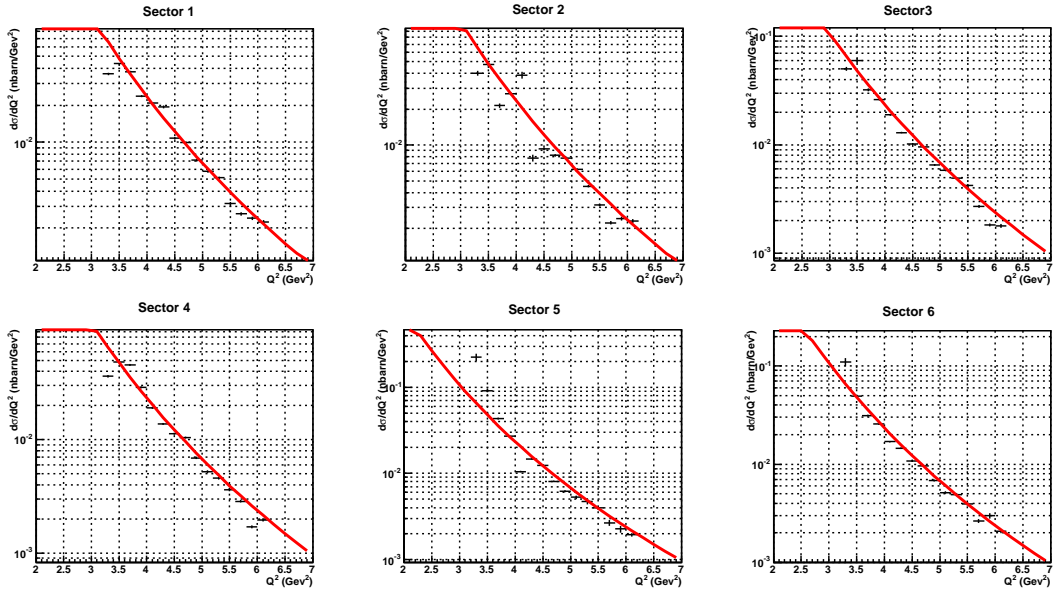 Sector 1
dσ/dQ² (nbarn/Gev²)
10⁻²
2 2.5 3 3.5 4 4.5 5 5.5 6 6.5 7
Q² (Gev²)
Sector 2
dσ/dQ² (nbarn/Gev²)
10⁻²
2 2.5 3 3.5 4 4.5 5 5.5 6 6.5 7
Q² (Gev²)
Sector3
dσ/dQ² (nbarn/Gev²)
10⁻¹
10⁻²
10⁻³
2 2.5 3 3.5 4 4.5 5 5.5 6 6.5 7
Q² (Gev²)
Sector 4
dσ/dQ² (nbarn/Gev²)
10⁻²
10⁻³
2 2.5 3 3.5 4 4.5 5 5.5 6 6.5 7
Q² (Gev²)
Sector 5
dσ/dQ² (nbarn/Gev²)
10⁻¹
10⁻²
10⁻³
2 2.5 3 3.5 4 4.5 5 5.5 6 6.5 7
Q² (Gev²)
Sector 6
dσ/dQ² (nbarn/Gev²)
10⁻¹
10⁻²
10⁻³
2 2.5 3 3.5 4 4.5 5 5.5 6 6.5 7
Q² (Gev²)